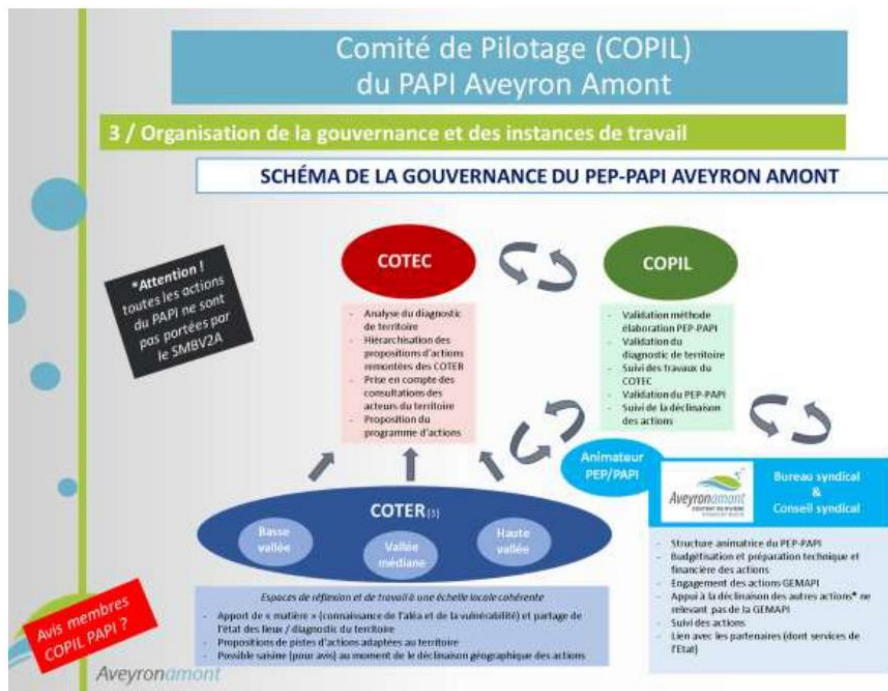 Comité de Pilotage (COPIL)
du PAPI Aveyron Amont
3 / Organisation de la gouvernance et des instances de travail
SCHÉMA DE LA GOUVERNANCE DU PEP-PAPI AVEYRON AMONT
*Attention !
toutes les actions
du PAPI ne sont
pas portées par
le SMBV2A
COTEC
COPIL
- Analyse du diagnostic
de territoire
- Hiérarchisation des
propositions d'actions
remontées des COTER
- Prise en compte des
consultations des
acteurs du territoire
- Proposition du
programme d'actions
- Validation méthode
élaboration PEP-PAPI
- Validation du
diagnostic de territoire
- Suivi des travaux du
COTEC
- Validation du PEP-PAPI
- Suivi de la déclinaison
des actions
Animateur
PEP/PAPI
Aveyronamont
Bureau syndical
&
Conseil syndical
- Structure animatrice du PEP-PAPI
- Budgétisation et préparation technique et
financière des actions
- Engagement des actions GEMAPI
- Appui à la déclinaison des autres actions* ne
relevant pas de la GEMAPI
- Suivi des actions
- Lien avec les partenaires (dont services de
l'Etat)
COTER (3)
Basse
vallée
Vallée
médiane
Haute
vallée
Espaces de réflexion et de travail à une échelle locale cohérente
- Apport de « matière » (connaissance de l'aléa et de la vulnérabilité) et partage de
l'état des lieux / diagnostic du territoire
- Propositions de pistes d'actions adaptées au territoire
- Possible saisine (pour avis) au moment de le déclinaison géographique des actions
Avis membres
COPIL PAPI ?
Aveyronamont